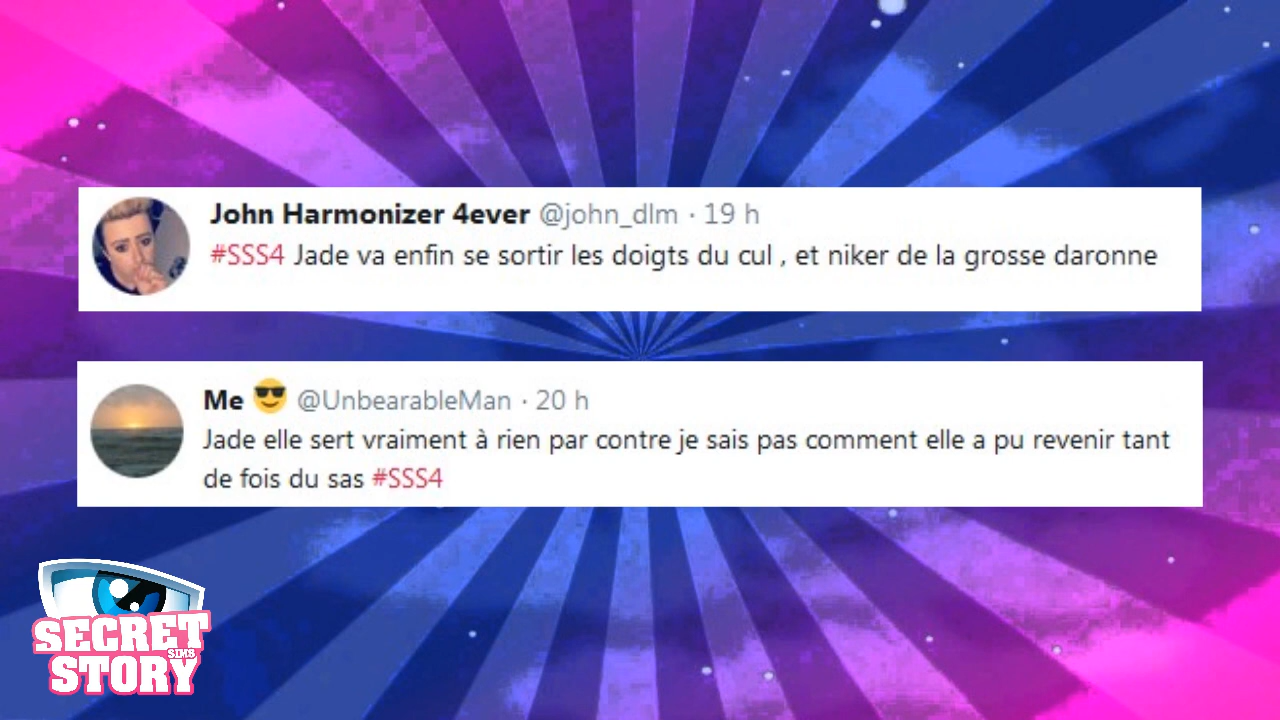 John Harmonizer 4ever @john_dlm · 19 h
#SSS4 Jade va enfin se sortir les doigts du cul , et niker de la grosse daronne
Me 😎 @UnbearableMan · 20 h
Jade elle sert vraiment à rien par contre je sais pas comment elle a pu revenir tant
de fois du sas #SSS4
SECRET
SIMS
STORY